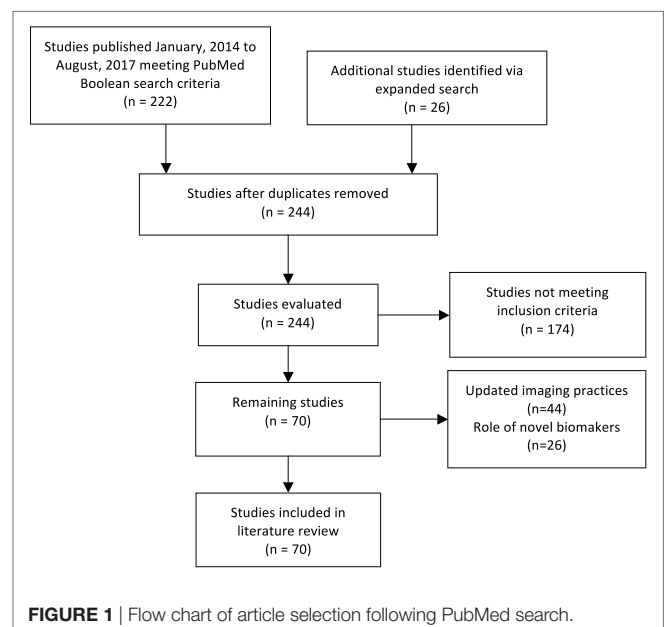 Studies published January, 2014 to
August, 2017 meeting PubMed
Boolean search criteria
(n = 222)
Additional studies identified via
expanded search
(n = 26)
Studies after duplicates removed
(n = 244)
Studies evaluated
(n = 244)
Studies not meeting
inclusion criteria
(n = 174)
Remaining studies
(n = 70)
Updated imaging practices
(n=44)
Role of novel biomakers
(n=26)
Studies included in
literature review
(n = 70)
FIGURE 1 | Flow chart of article selection following PubMed search.